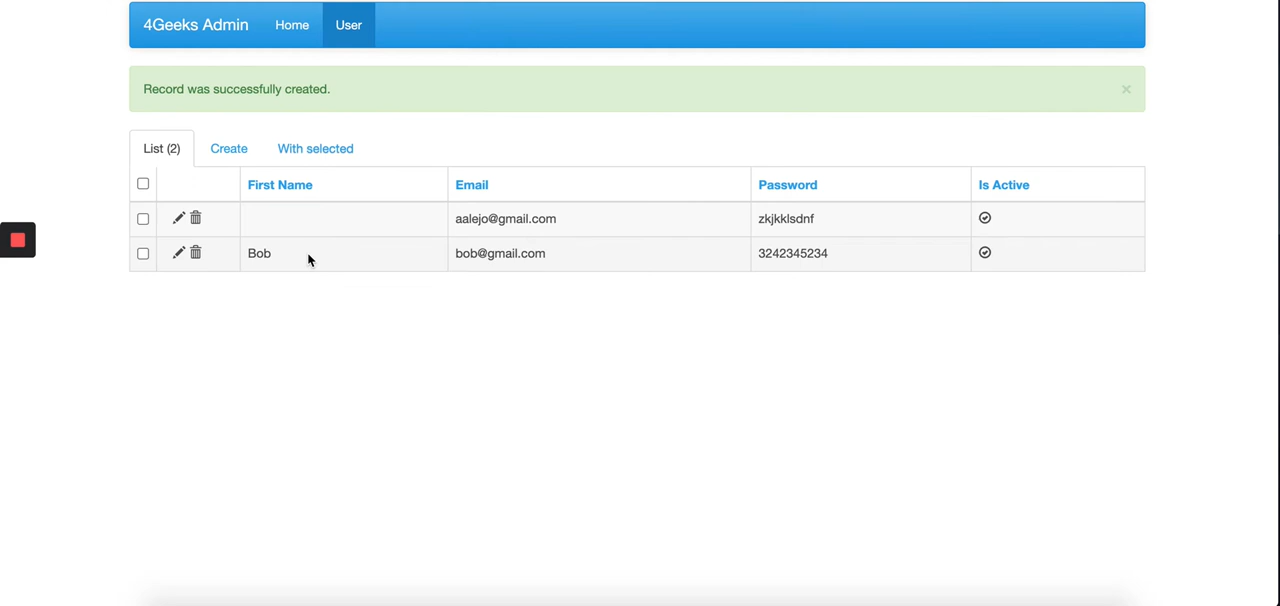 4Geeks Admin Home User
Record was successfully created. ×
List (2) Create With selected
First Name Email Password Is Active
aalejo@gmail.com zkjkklsdnf
Bob bob@gmail.com 3242345234